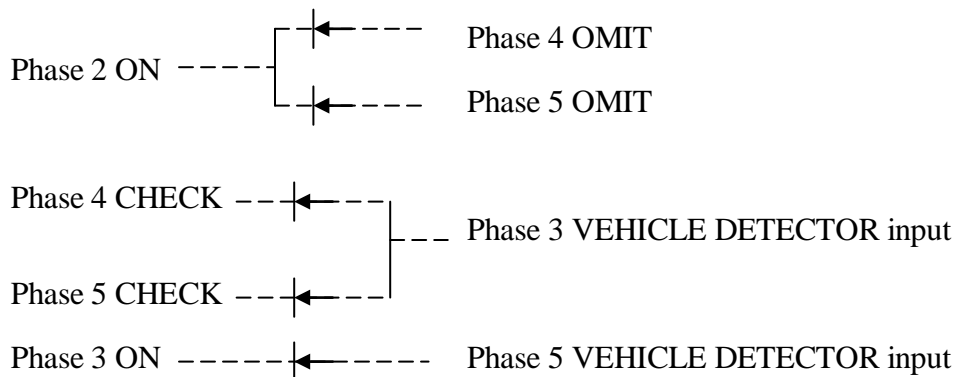 Phase 4 OMIT
Phase 2 ON
Phase 5 OMIT
Phase 4 CHECK
Phase 3 VEHICLE DETECTOR input
Phase 5 CHECK
Phase 3 ON
Phase 5 VEHICLE DETECTOR input